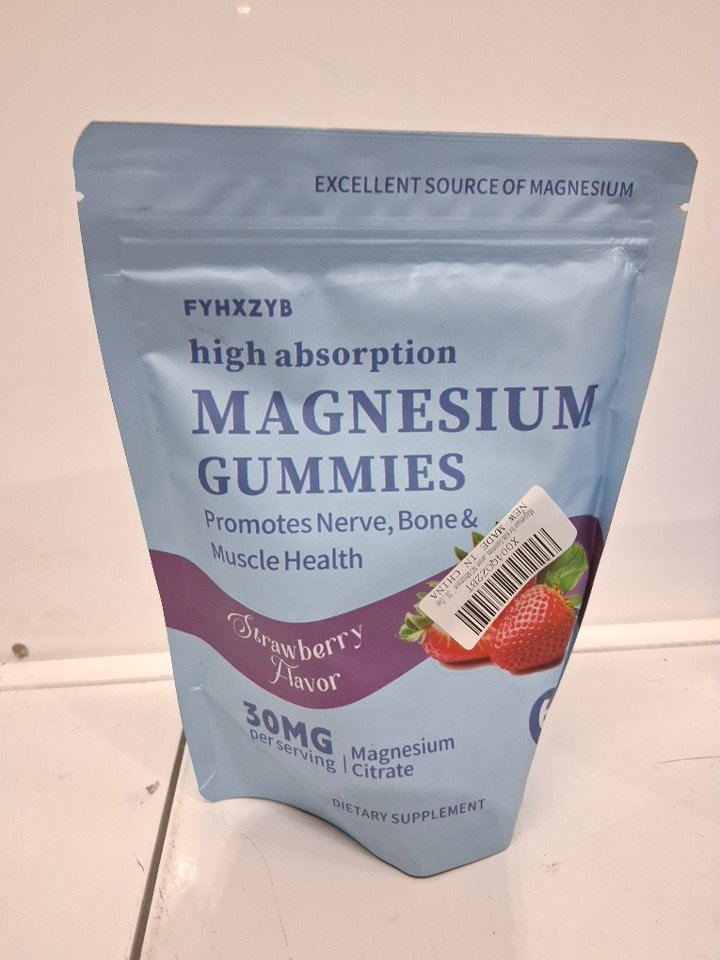 EXCELLENT SOURCE OF MAGNESIUM
FYHXZYB
high absorption
MAGNESIUM
GUMMIES
Promotes Nerve, Bone &
Muscle Health
NEW MADE IN CHINA
Strawberry
Flavor
30MG
per serving
Magnesium
Citrate
DIETARY SUPPLEMENT